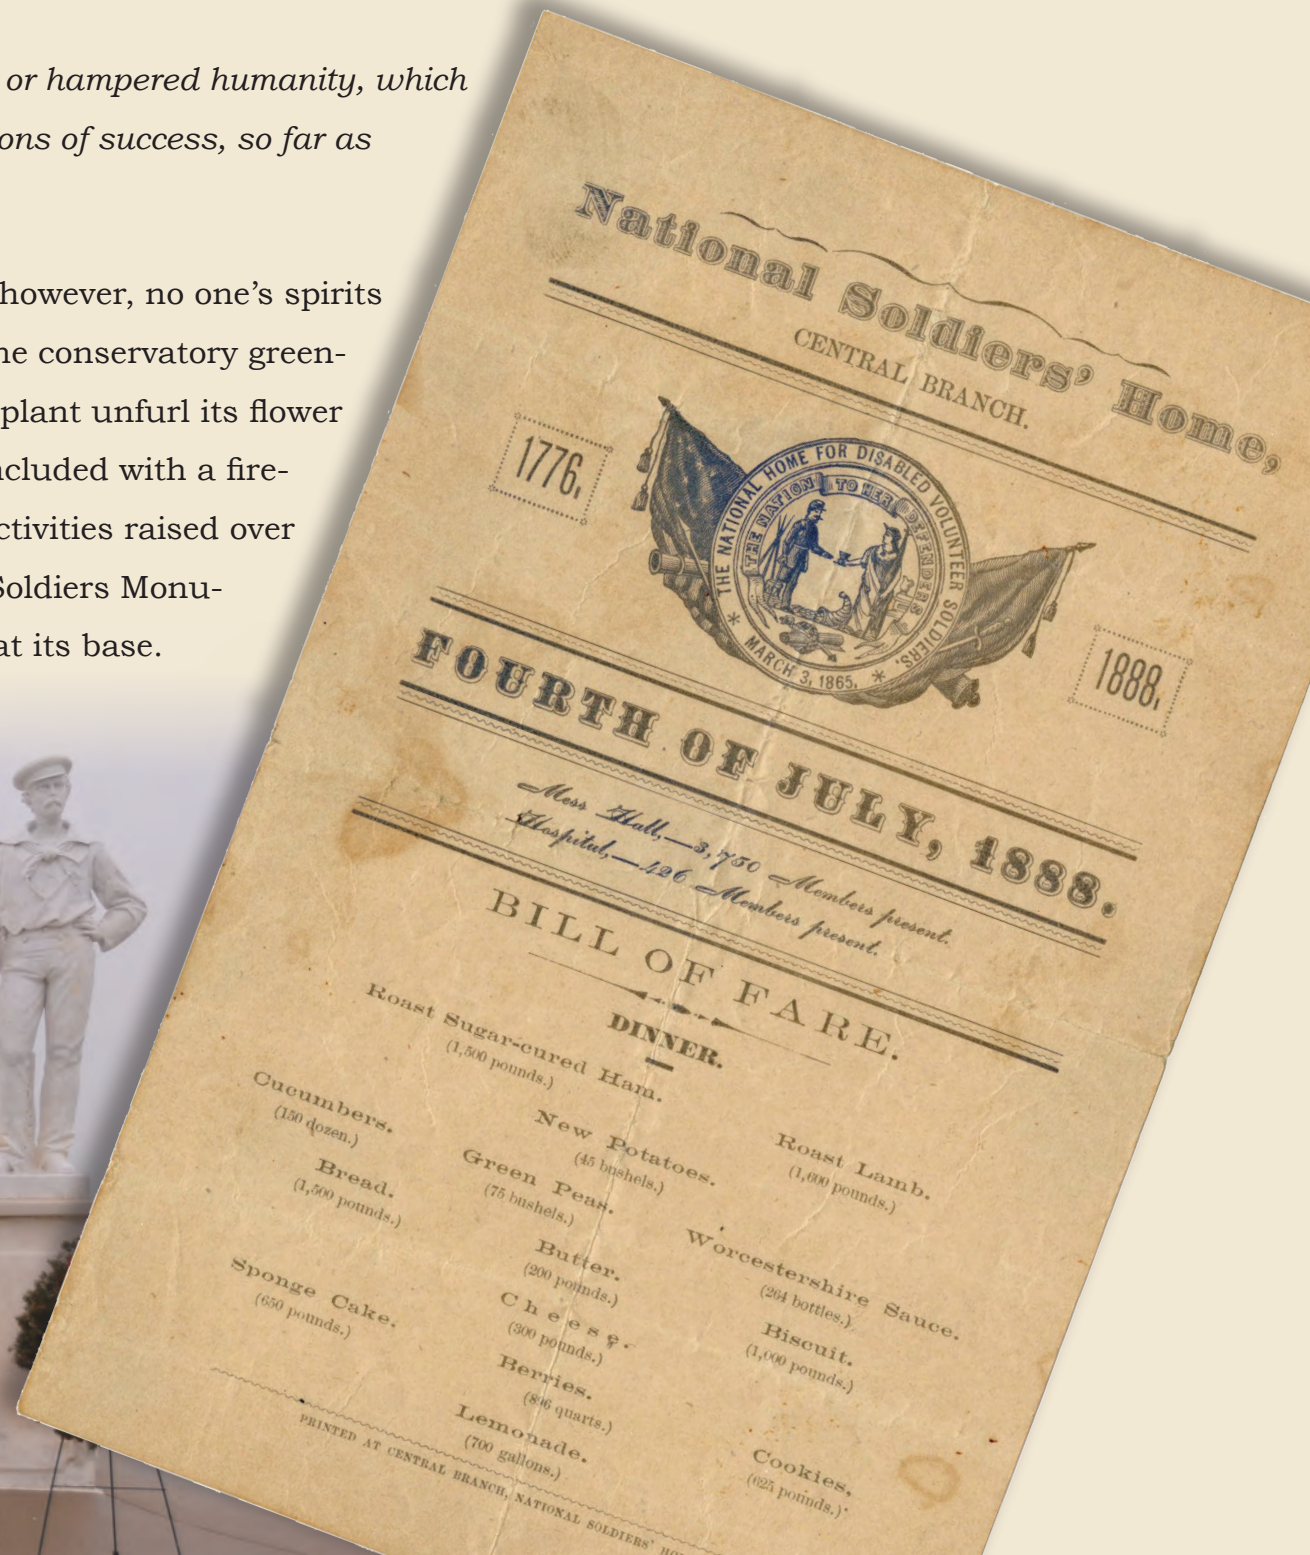 or hampered humanity, which
ons of success, so far as
however, no one’s spirits
ne conservatory green-
plant unfurl its flower
ncluded with a fire-
ctivities raised over
Soldiers Monu-
at its base.
National Soldiers’ Home,
CENTRAL BRANCH.
1776,
THE NATIONAL HOME FOR DISABLED VOLUNTEER SOLDIERS.
* MARCH 3, 1865. *
THE NATION TO HER DEFENDERS
1888,
FOURTH OF JULY, 1888.
Mess Hall,—3,750 Members present.
Hospital,—426 Members present.
BILL OF FARE.
DINNER.
Roast Sugar-cured Ham.
(1,500 pounds.)
Roast Lamb.
(1,600 pounds.)
Cucumbers.
(150 dozen.)
New Potatoes.
(45 bushels.)
Green Peas.
(75 bushels.)
Worcestershire Sauce.
(264 bottles.)
Bread.
(1,500 pounds.)
Butter.
(200 pounds.)
Biscuit.
(1,000 pounds.)
Cheese.
(300 pounds.)
Sponge Cake.
(650 pounds.)
Berries.
(896 quarts.)
Cookies.
(625 pounds.)
Lemonade.
(700 gallons.)
PRINTED AT CENTRAL BRANCH, NATIONAL SOLDIERS’